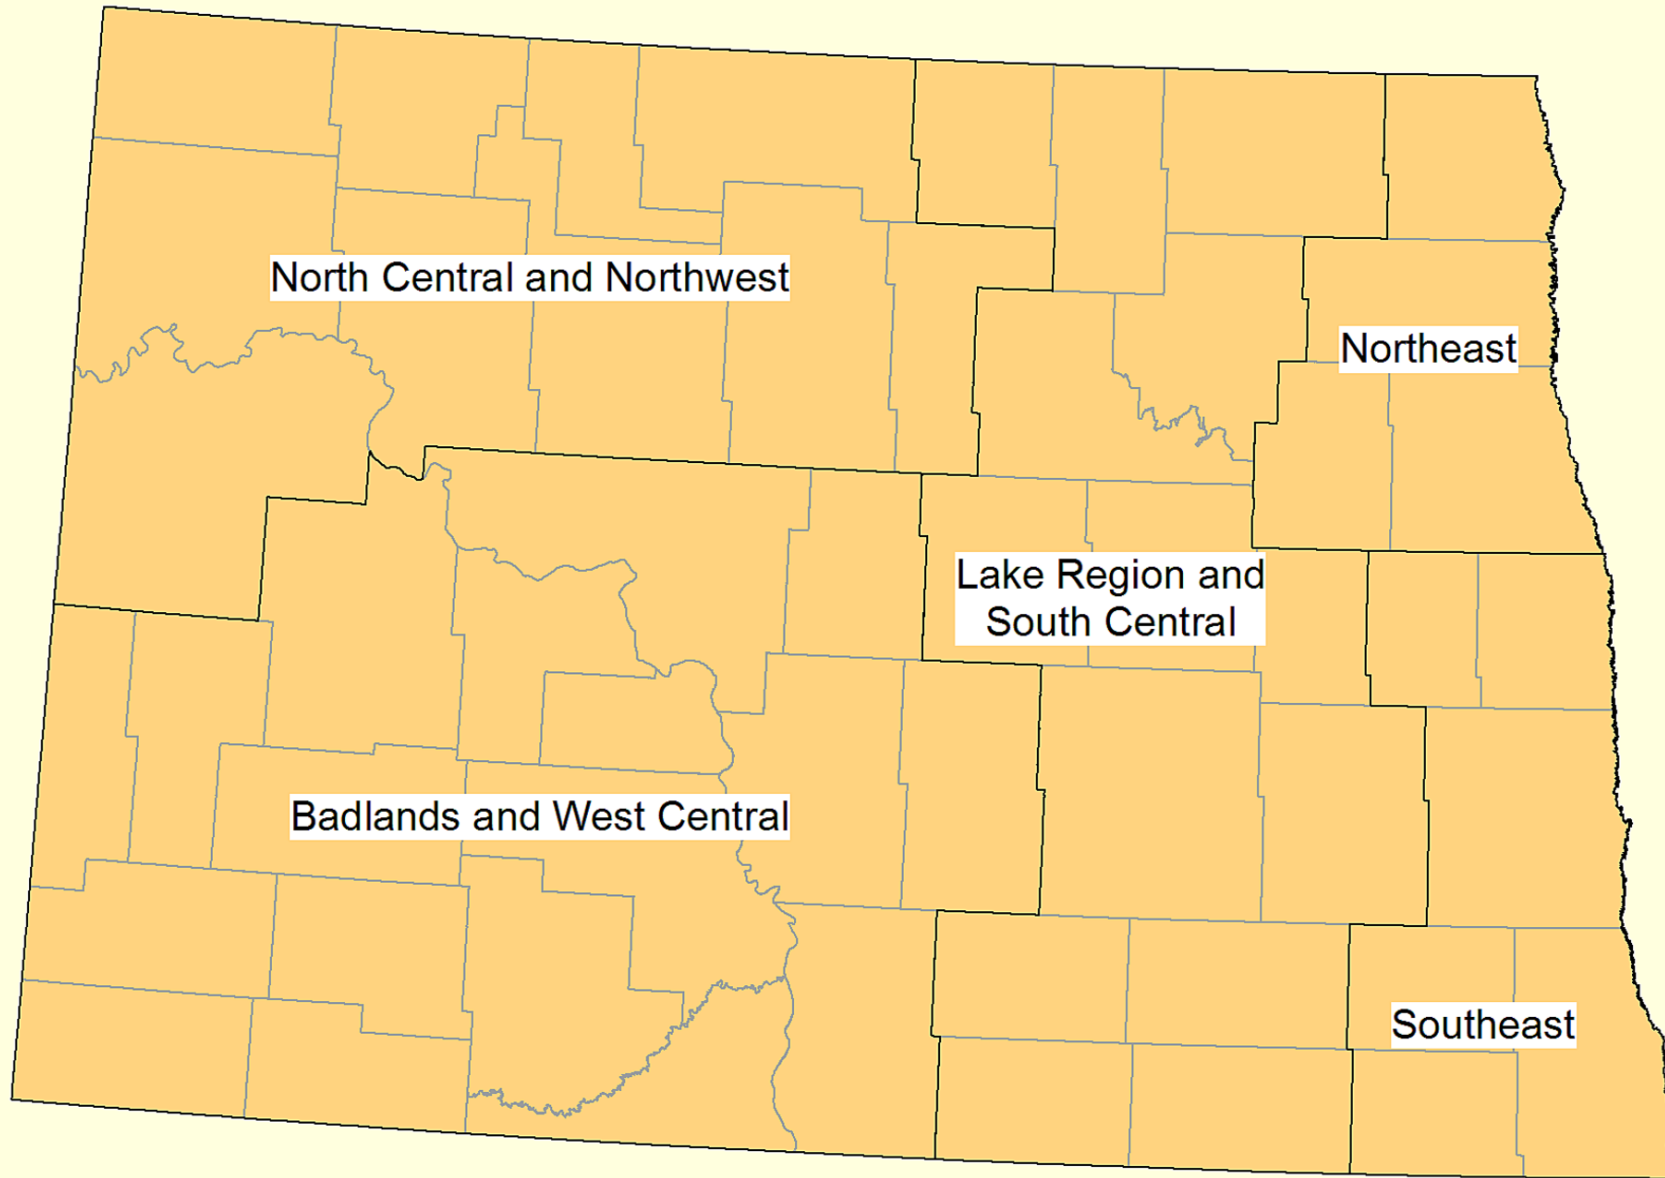 North Central and Northwest
Northeast
Lake Region and
South Central
Badlands and West Central
Southeast